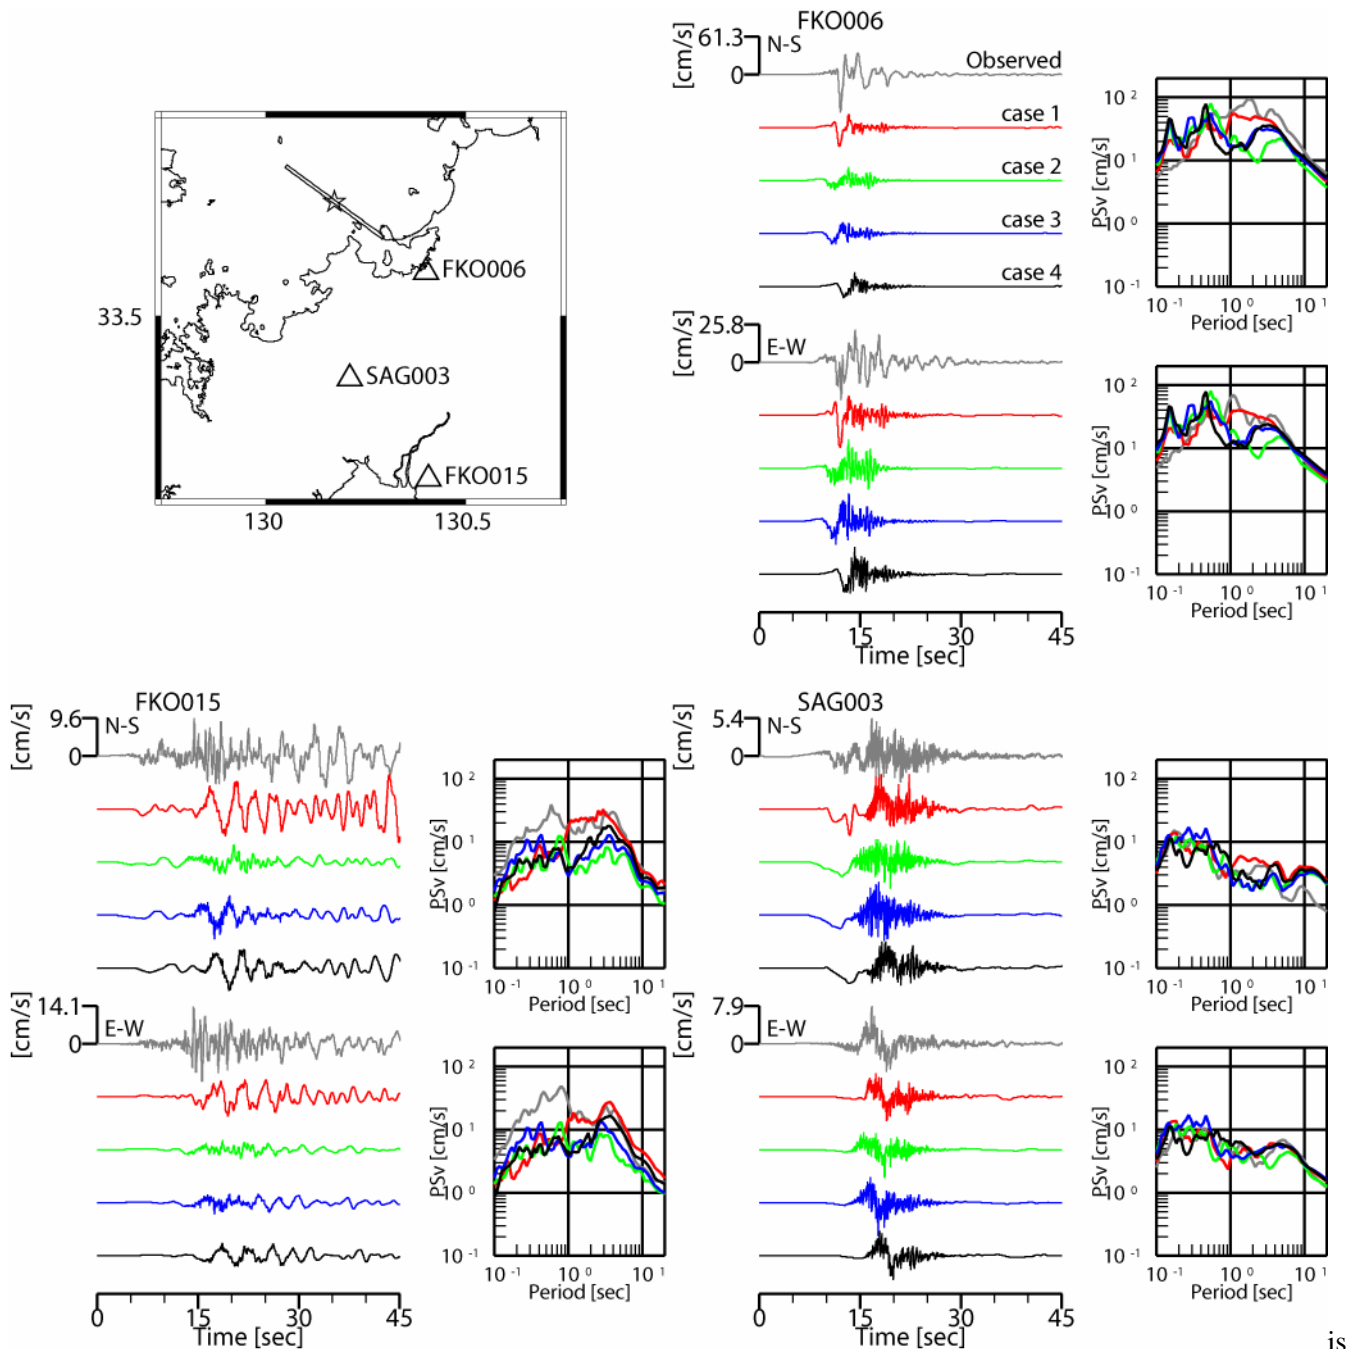 FKO006
[cm/s]
61.3
0
N-S
Observed
case 1
case 2
case 3
case 4
[cm/s]
25.8
0
E-W
0 15 30 45
Time [sec]
PSv [cm/s]
10 2
10 1
10 0
10 -1
10 -1 10 0 10 1
Period [sec]
PSv [cm/s]
10 2
10 1
10 0
10 -1
10 -1 10 0 10 1
Period [sec]
33.5
FKO006
SAG003
FKO015
130 130.5
FKO015
[cm/s]
9.6
0
N-S
[cm/s]
14.1
0
E-W
0 15 30 45
Time [sec]
PSv [cm/s]
10 2
10 1
10 0
10 -1
10 -1 10 0 10 1
Period [sec]
PSv [cm/s]
10 2
10 1
10 0
10 -1
10 -1 10 0 10 1
Period [sec]
SAG003
[cm/s]
5.4
0
N-S
[cm/s]
7.9
0
E-W
0 15 30 45
Time [sec]
PSv [cm/s]
10 2
10 1
10 0
10 -1
10 -1 10 0 10 1
Period [sec]
PSv [cm/s]
10 2
10 1
10 0
10 -1
10 -1 10 0 10 1
Period [sec]
is